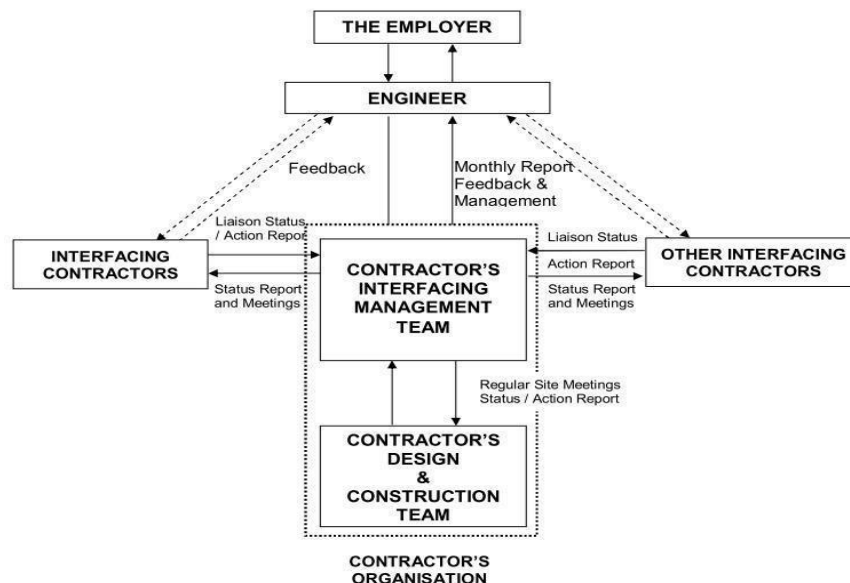 THE EMPLOYER
ENGINEER
Feedback
Monthly Report
Feedback &
Management
Liaison Status
/ Action Repor
INTERFACING
CONTRACTORS
Status Report
and Meetings
CONTRACTOR'S
INTERFACING
MANAGEMENT
TEAM
Liaison Status
Action Report
Status Report
and Meetings
OTHER INTERFACING
CONTRACTORS
Regular Site Meetings
Status / Action Report
CONTRACTOR'S
DESIGN
&
CONSTRUCTION
TEAM
CONTRACTOR'S
ORGANISATION